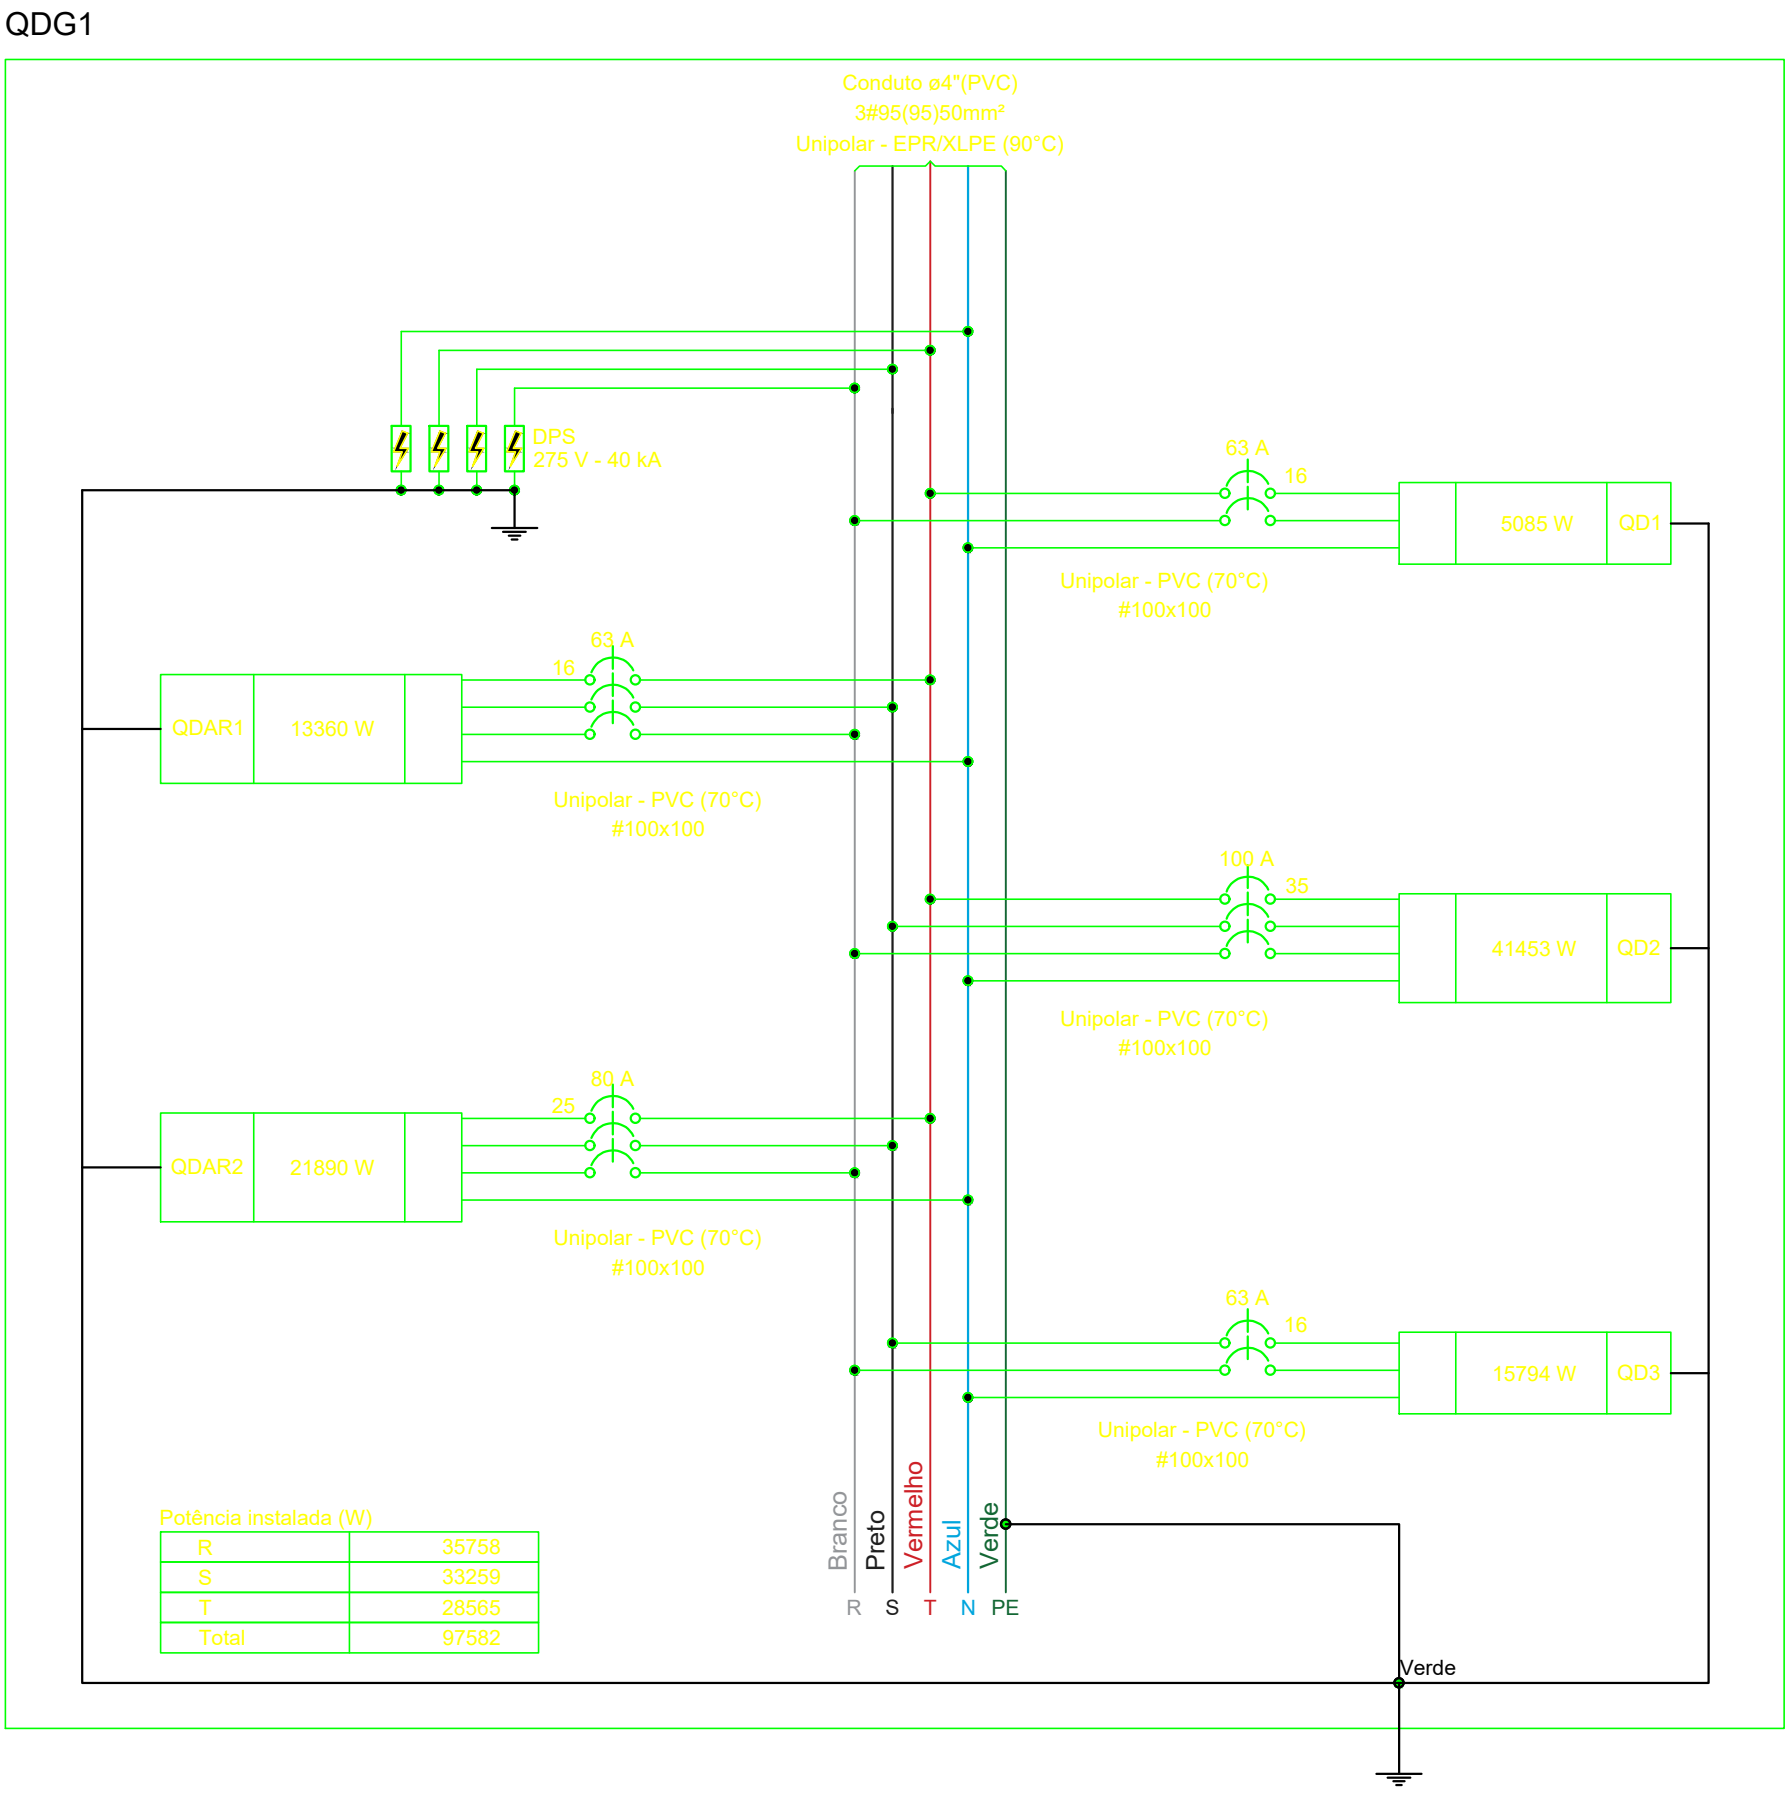 QDG1
Conduto ø4"(PVC)
3#95(95)50mm²
Unipolar - EPR/XLPE (90°C)
DPS
275 V - 40 kA
63 A
16
5085 W
QD1
Unipolar - PVC (70°C)
#100x100
63 A
16
QDAR1
13360 W
Unipolar - PVC (70°C)
#100x100
100 A
35
41453 W
QD2
Unipolar - PVC (70°C)
#100x100
80 A
25
QDAR2
21890 W
Unipolar - PVC (70°C)
#100x100
63 A
16
15794 W
QD3
Unipolar - PVC (70°C)
#100x100
Potência instalada (W)
R 35758
S 33259
T 28565
Total 97582
Branco
Preto
Vermelho
Azul
Verde
R S T N PE
Verde